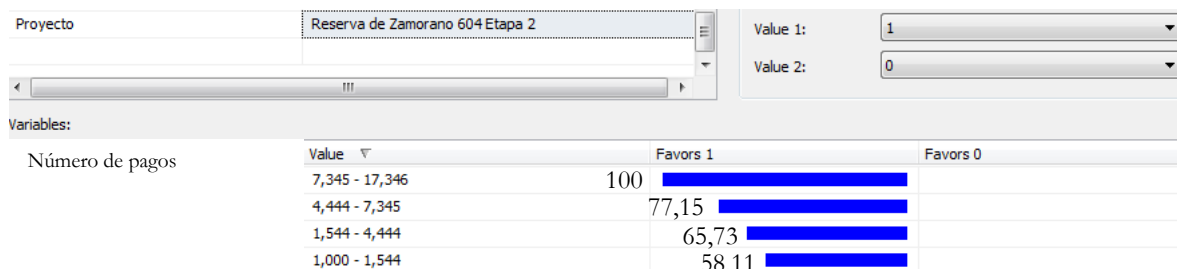 Proyecto Reserva de Zamorano 604 Etapa 2
Value 1: 1
Value 2: 0
Variables:
Número de pagos
Value Favors 1 Favors 0
7,345 - 17,346 100
4,444 - 7,345 77,15
1,544 - 4,444 65,73
1,000 - 1,544 58,11